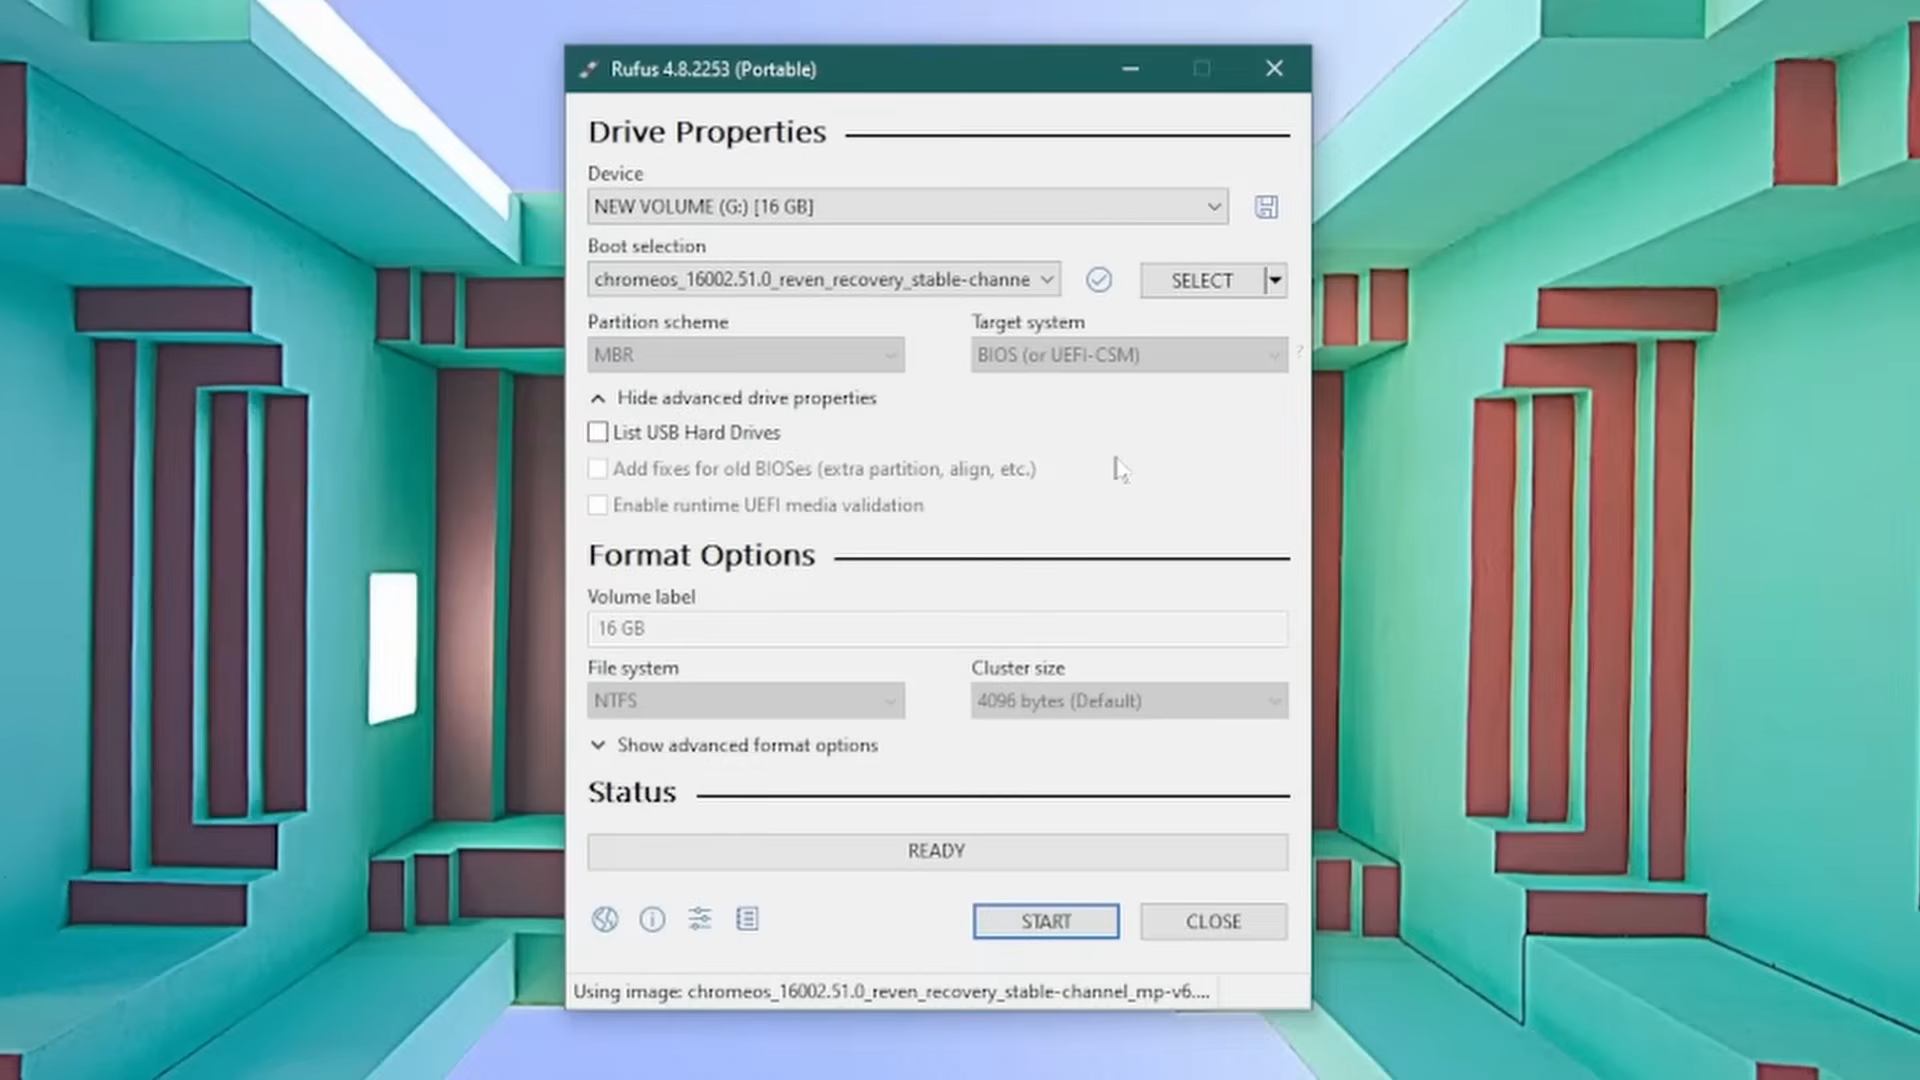 Rufus 4.8.2253 (Portable)
Drive Properties
Device
NEW VOLUME (G:) [16 GB]
Boot selection
chromeos_16002.51.0_reven_recovery_stable-channe
SELECT
Partition scheme
Target system
MBR
BIOS (or UEFI-CSM)
?
Hide advanced drive properties
List USB Hard Drives
Add fixes for old BIOSes (extra partition, align, etc.)
Enable runtime UEFI media validation
Format Options
Volume label
16 GB
File system
Cluster size
NTFS
4096 bytes (Default)
Show advanced format options
Status
READY
START
CLOSE
Using image: chromeos_16002.51.0_reven_recovery_stable-channel_mp-v6....